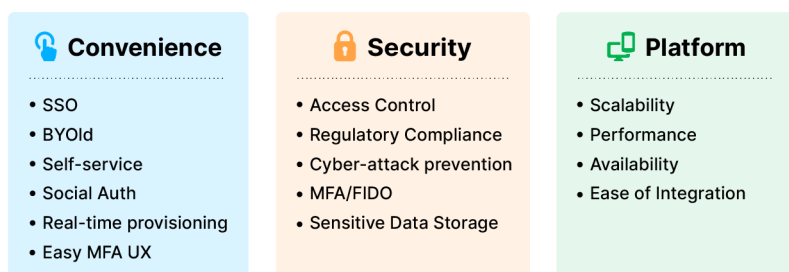 Convenience
• SSO
• BYOId
• Self-service
• Social Auth
• Real-time provisioning
• Easy MFA UX
Security
• Access Control
• Regulatory Compliance
• Cyber-attack prevention
• MFA/FIDO
• Sensitive Data Storage
Platform
• Scalability
• Performance
• Availability
• Ease of Integration